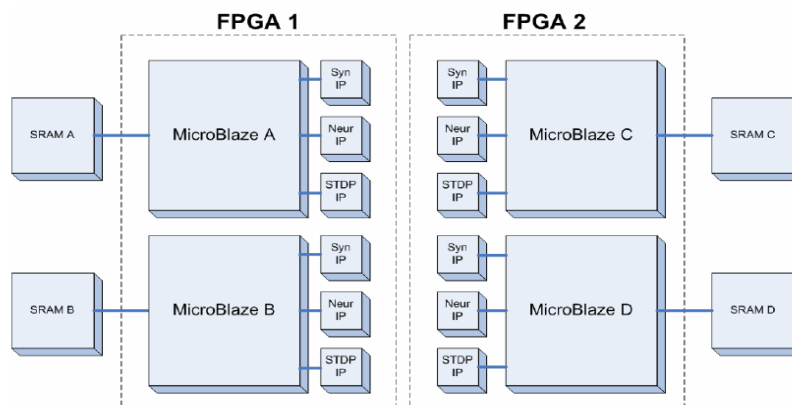 FPGA 1
FPGA 2
SRAM A
MicroBlaze A
Syn
IP
Neur
IP
STDP
IP
Syn
IP
Neur
IP
STDP
IP
MicroBlaze C
SRAM C
SRAM B
MicroBlaze B
Syn
IP
Neur
IP
STDP
IP
Syn
IP
Neur
IP
STDP
IP
MicroBlaze D
SRAM D